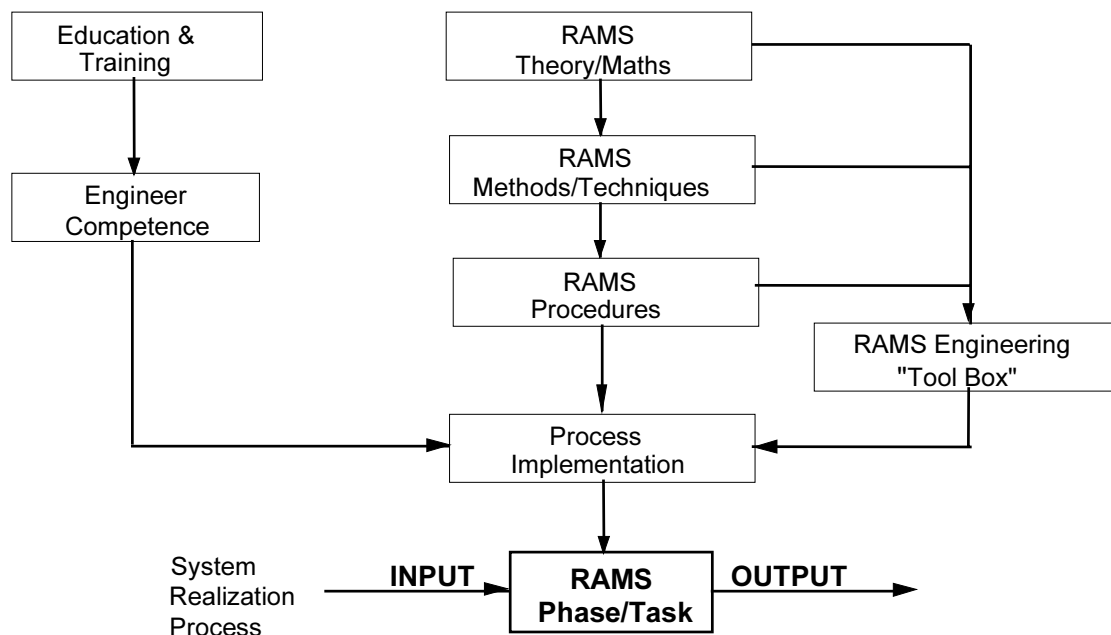 Education &
Training
RAMS
Theory/Maths
RAMS
Methods/Techniques
Engineer
Competence
RAMS
Procedures
RAMS Engineering
"Tool Box"
Process
Implementation
System
Realization
Process
INPUT
RAMS
Phase/Task
OUTPUT